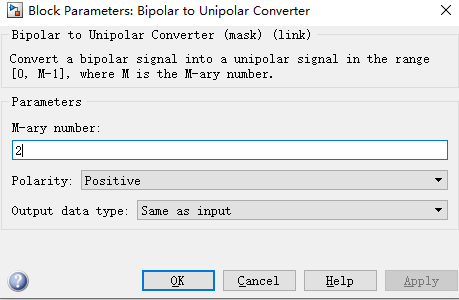 Block Parameters: Bipolar to Unipolar Converter
Bipolar to Unipolar Converter (mask) (link)
Convert a bipolar signal into a unipolar signal in the range
[0, M-1], where M is the M-ary number.
Parameters
M-ary number:
2
Polarity: Positive
Output data type: Same as input
OK Cancel Help Apply